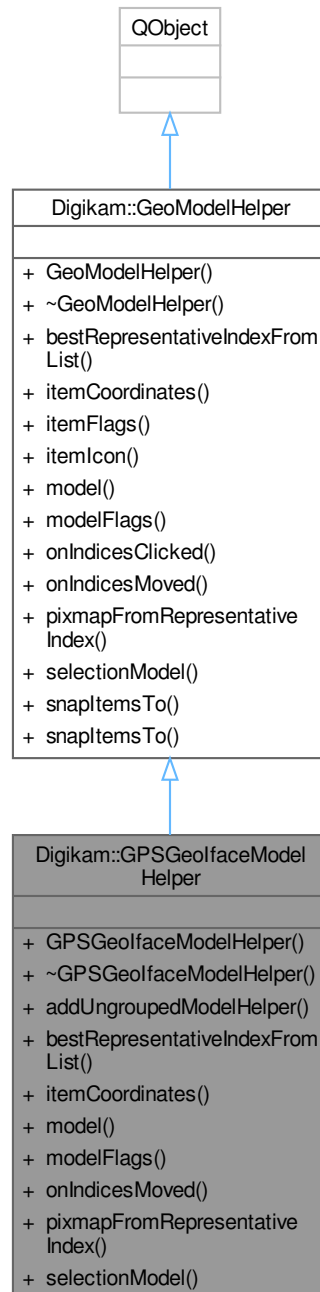 QObject
Digikam::GeoModelHelper
+ GeoModelHelper()
+ ~GeoModelHelper()
+ bestRepresentativeIndexFrom
List()
+ itemCoordinates()
+ itemFlags()
+ itemIcon()
+ model()
+ modelFlags()
+ onIndicesClicked()
+ onIndicesMoved()
+ pixmapFromRepresentative
Index()
+ selectionModel()
+ snapItemsTo()
+ snapItemsTo()
Digikam::GPSGeoIfaceModel
Helper
+ GPSGeoIfaceModelHelper()
+ ~GPSGeoIfaceModelHelper()
+ addUngroupedModelHelper()
+ bestRepresentativeIndexFrom
List()
+ itemCoordinates()
+ model()
+ modelFlags()
+ onIndicesMoved()
+ pixmapFromRepresentative
Index()
+ selectionModel()